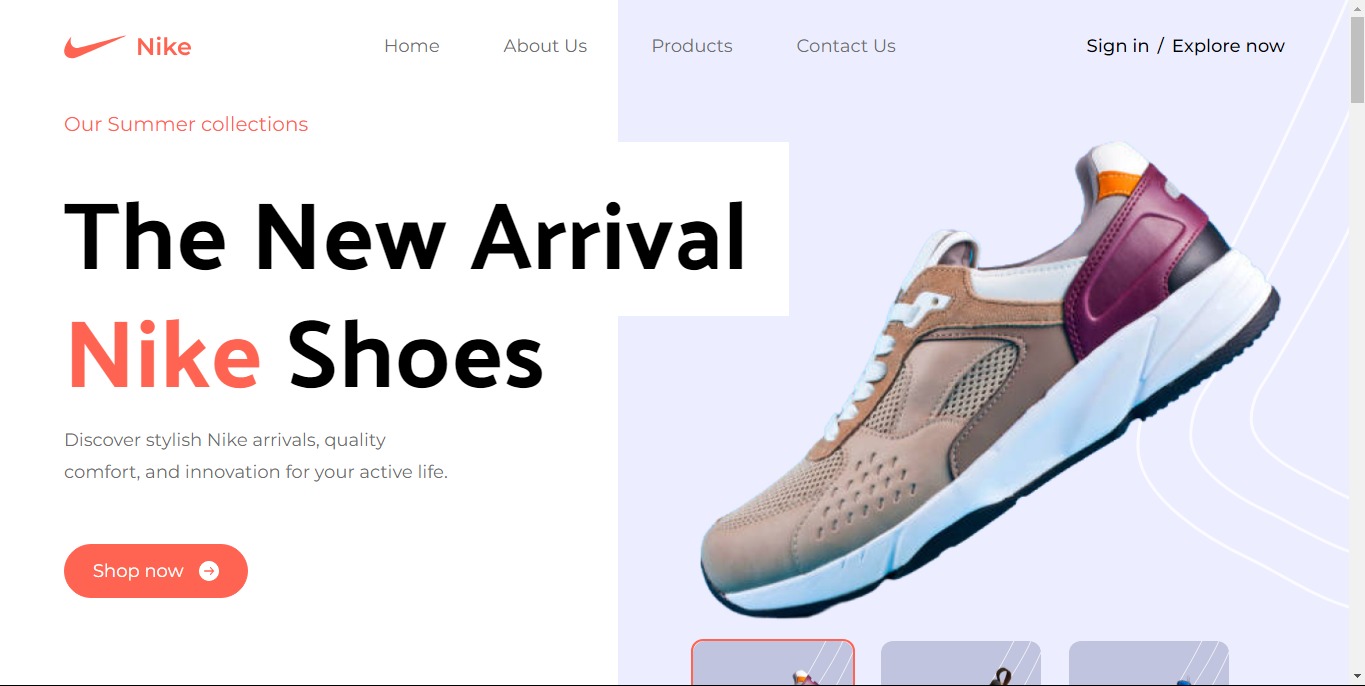 Nike Home About Us Products Contact Us Sign in / Explore now
Our Summer collections
The New Arrival
Nike Shoes
Discover stylish Nike arrivals, quality
comfort, and innovation for your active life.
Shop now